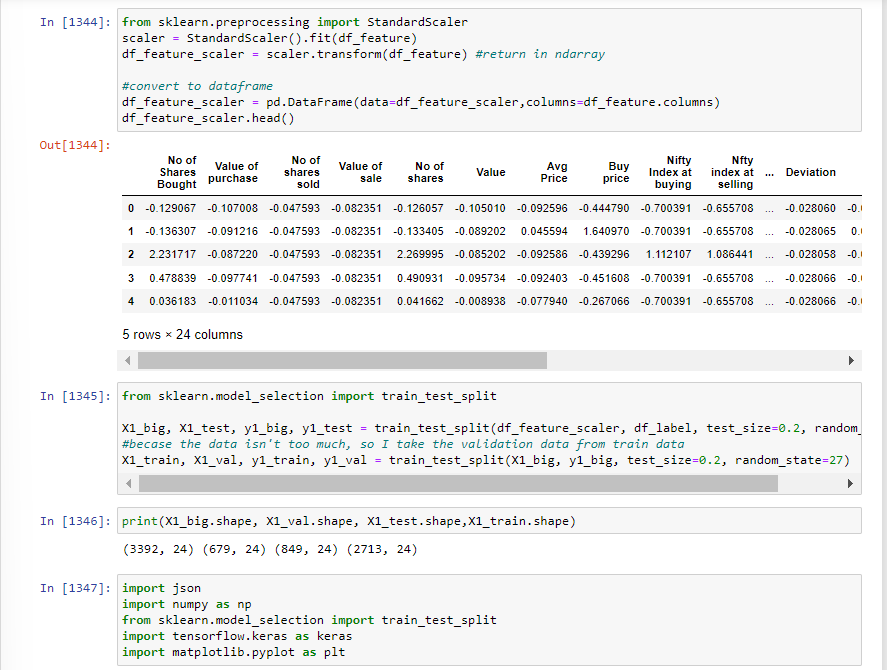 In [1344]: from sklearn.preprocessing import StandardScaler
scaler = StandardScaler().fit(df_feature)
df_feature_scaler = scaler.transform(df_feature) #return in ndarray
#convert to dataframe
df_feature_scaler = pd.DataFrame(data=df_feature_scaler,columns=df_feature.columns)
df_feature_scaler.head()
Out[1344]:
No of Shares Bought Value of purchase No of shares sold Value of sale No of shares Value Avg Price Buy price Nifty Index at buying Nfty index at selling ... Deviation
0 -0.129067 -0.107008 -0.047593 -0.082351 -0.126057 -0.105010 -0.092596 -0.444790 -0.700391 -0.655708 ... -0.028060 -0.
1 -0.136307 -0.091216 -0.047593 -0.082351 -0.133405 -0.089202 0.045594 1.640970 -0.700391 -0.655708 ... -0.028065 0.
2 2.231717 -0.087220 -0.047593 -0.082351 2.269995 -0.085202 -0.092586 -0.439296 1.112107 1.086441 ... -0.028058 -0.
3 0.478839 -0.097741 -0.047593 -0.082351 0.490931 -0.095734 -0.092403 -0.451608 -0.700391 -0.655708 ... -0.028066 -0.
4 0.036183 -0.011034 -0.047593 -0.082351 0.041662 -0.008938 -0.077940 -0.267066 -0.700391 -0.655708 ... -0.028066 -0.
5 rows × 24 columns
In [1345]: from sklearn.model_selection import train_test_split
X1_big, X1_test, y1_big, y1_test = train_test_split(df_feature_scaler, df_label, test_size=0.2, random_
#becase the data isn't too much, so I take the validation data from train data
X1_train, X1_val, y1_train, y1_val = train_test_split(X1_big, y1_big, test_size=0.2, random_state=27)
In [1346]: print(X1_big.shape, X1_val.shape, X1_test.shape,X1_train.shape)
(3392, 24) (679, 24) (849, 24) (2713, 24)
In [1347]: import json
import numpy as np
from sklearn.model_selection import train_test_split
import tensorflow.keras as keras
import matplotlib.pyplot as plt